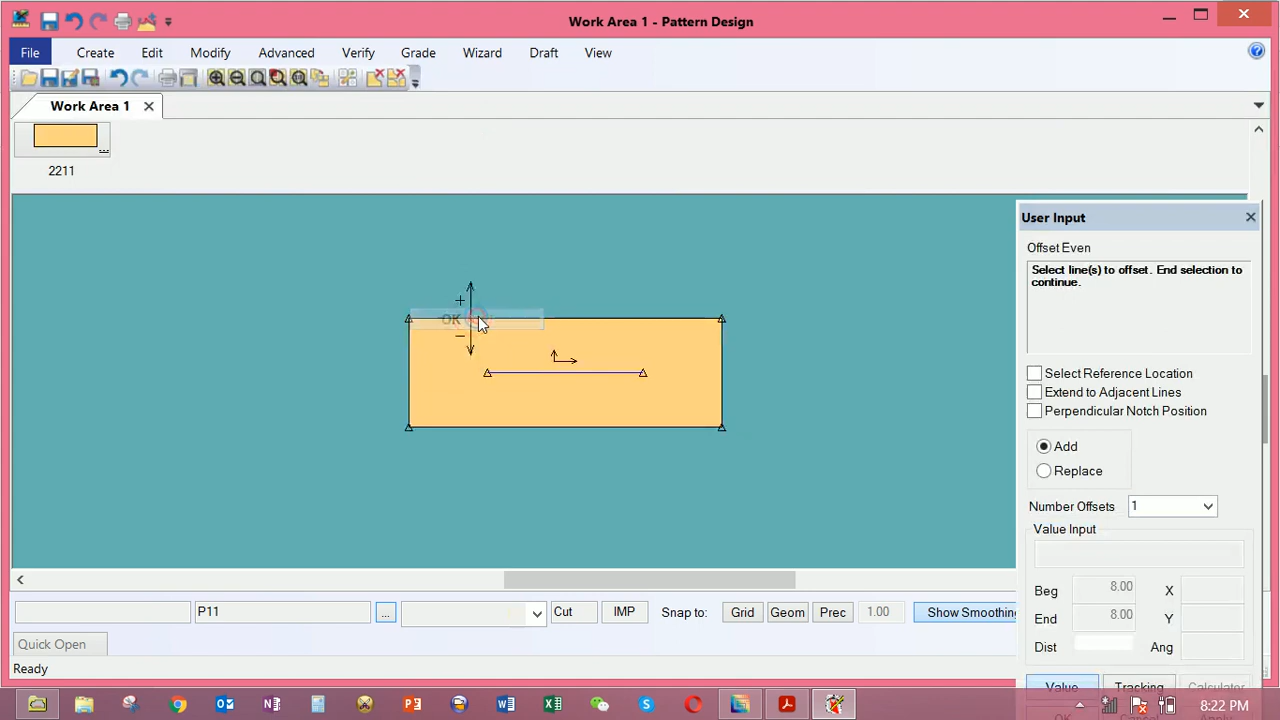 Work Area 1 - Pattern Design
File Create Edit Modify Advanced Verify Grade Wizard Draft View
Work Area 1
2211
User Input
Offset Even
Select line(s) to offset. End selection to
continue.
Select Reference Location
Extend to Adjacent Lines
Perpendicular Notch Position
Add
Replace
Number Offsets 1
Value Input
Beg 8.00 X
End 8.00 Y
Dist Ang
Value Tracking Calculator
OK Cancel Apply
+
OK
−
P11 ... Cut IMP Snap to: Grid Geom Prec 1.00 Show Smoothing
Quick Open
Ready
8:22 PM